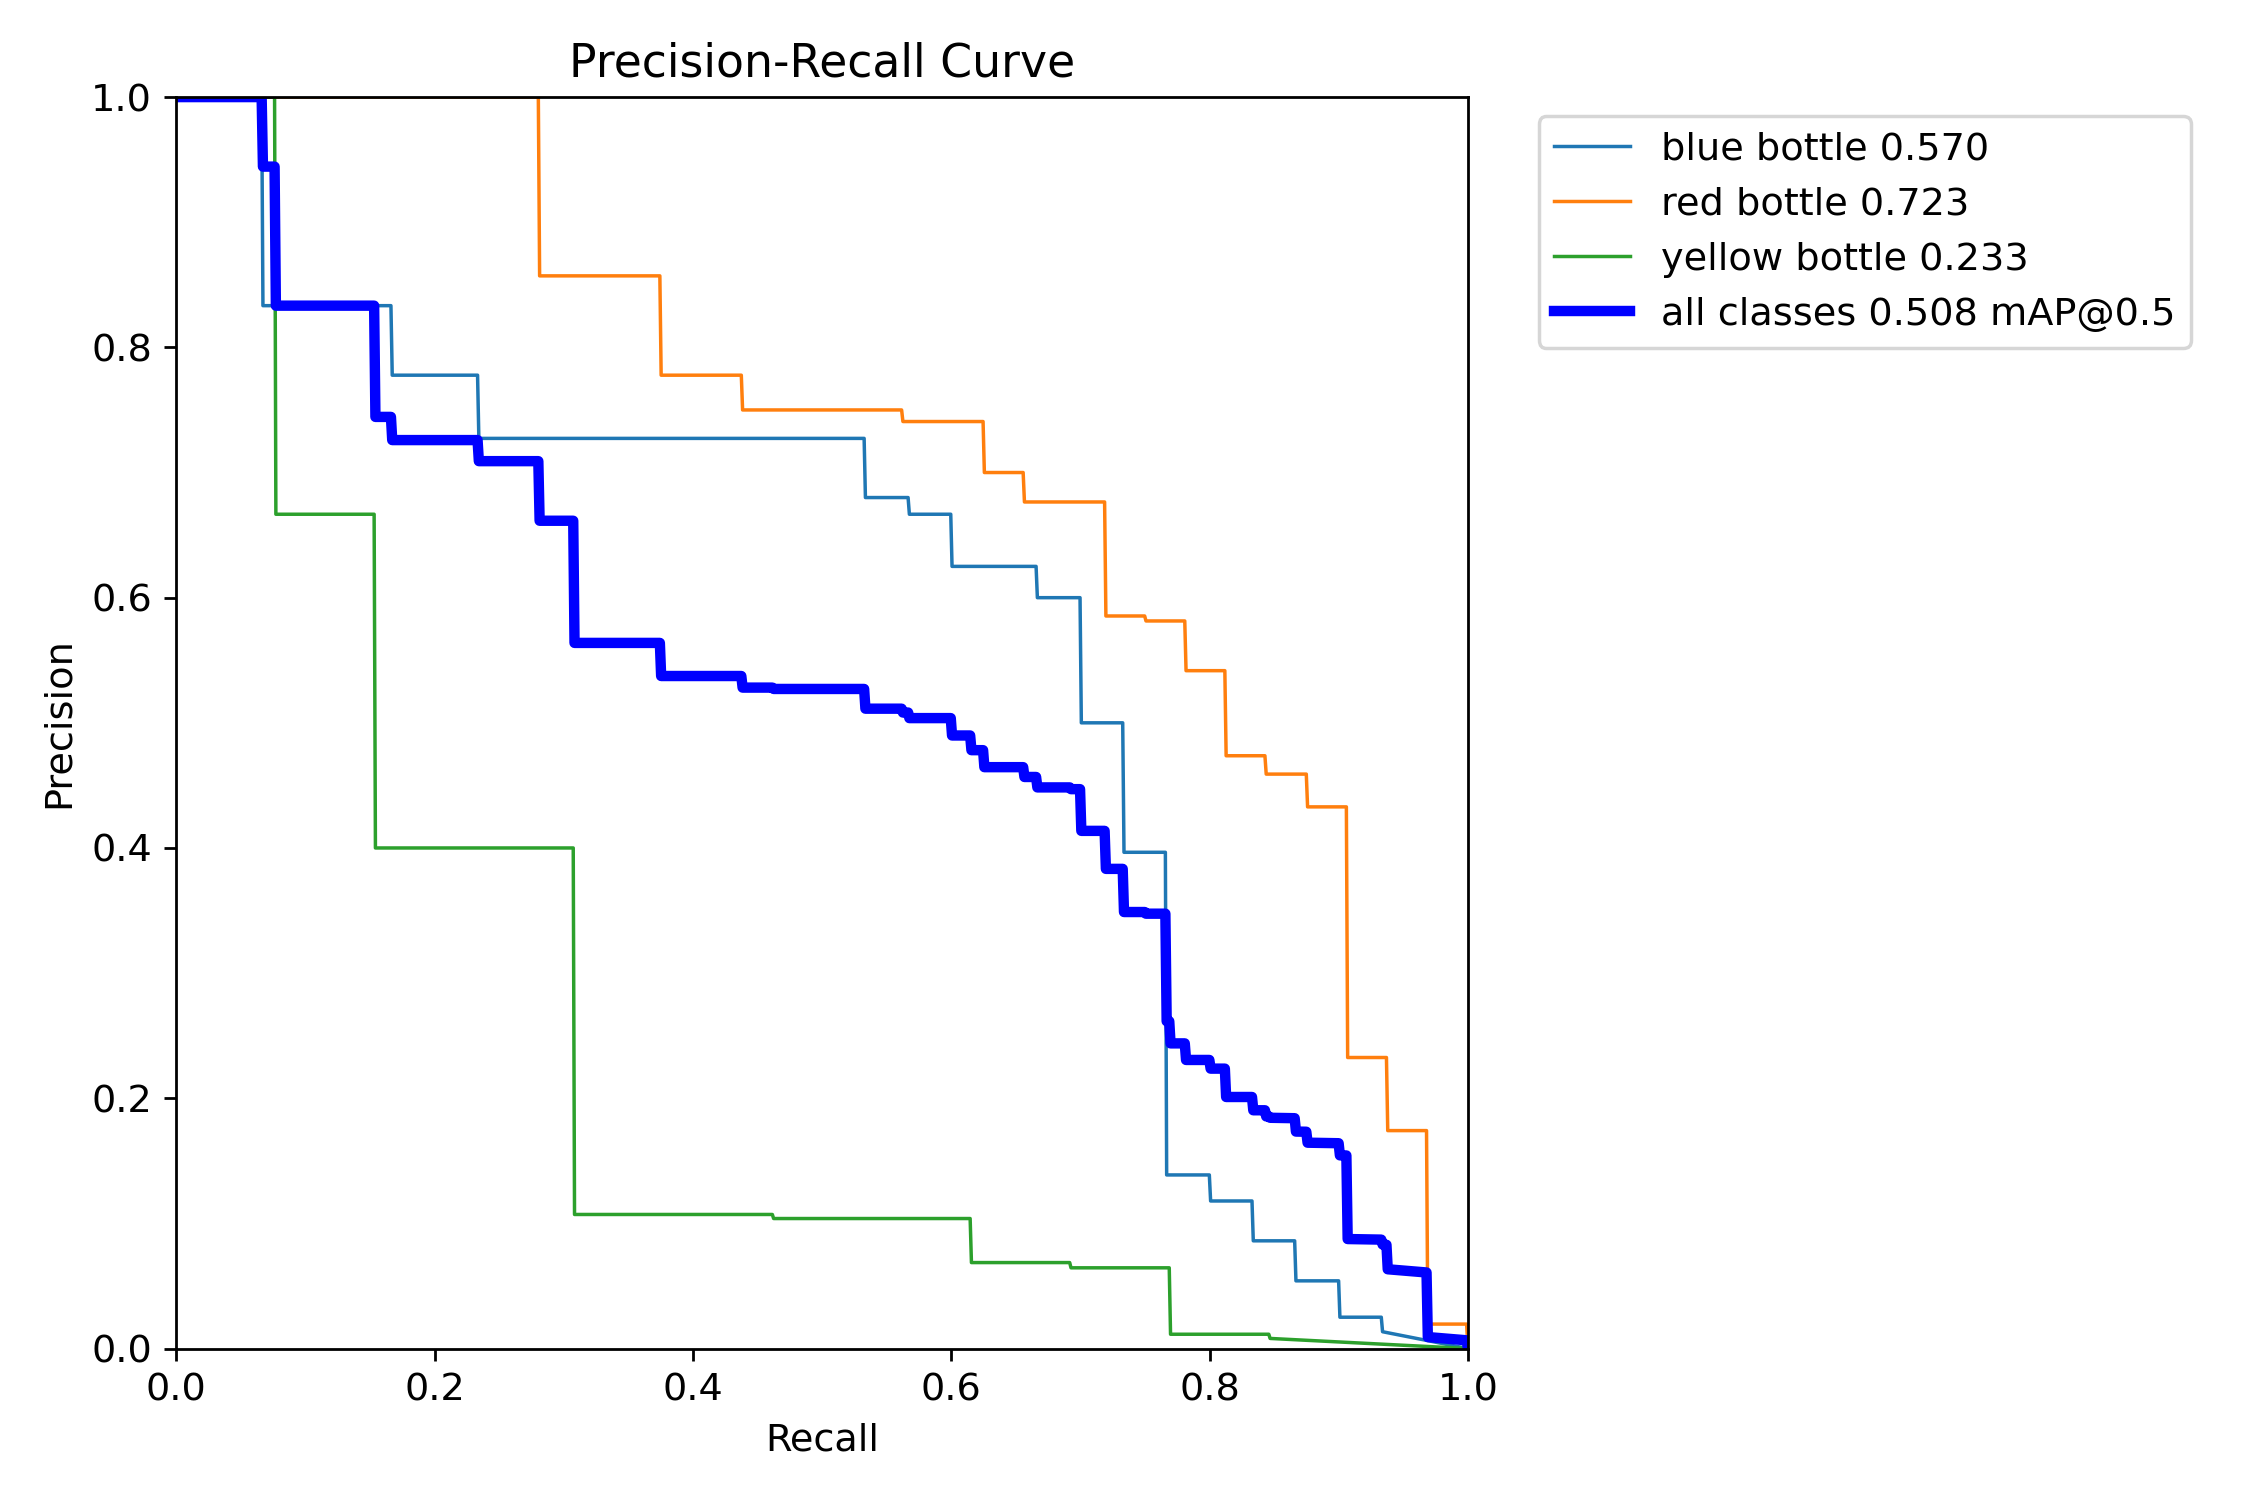 Precision-Recall Curve
1.0
0.8
0.6
0.4
0.2
0.0
Precision
0.0 0.2 0.4 0.6 0.8 1.0
Recall
blue bottle 0.570
red bottle 0.723
yellow bottle 0.233
all classes 0.508 mAP@0.5